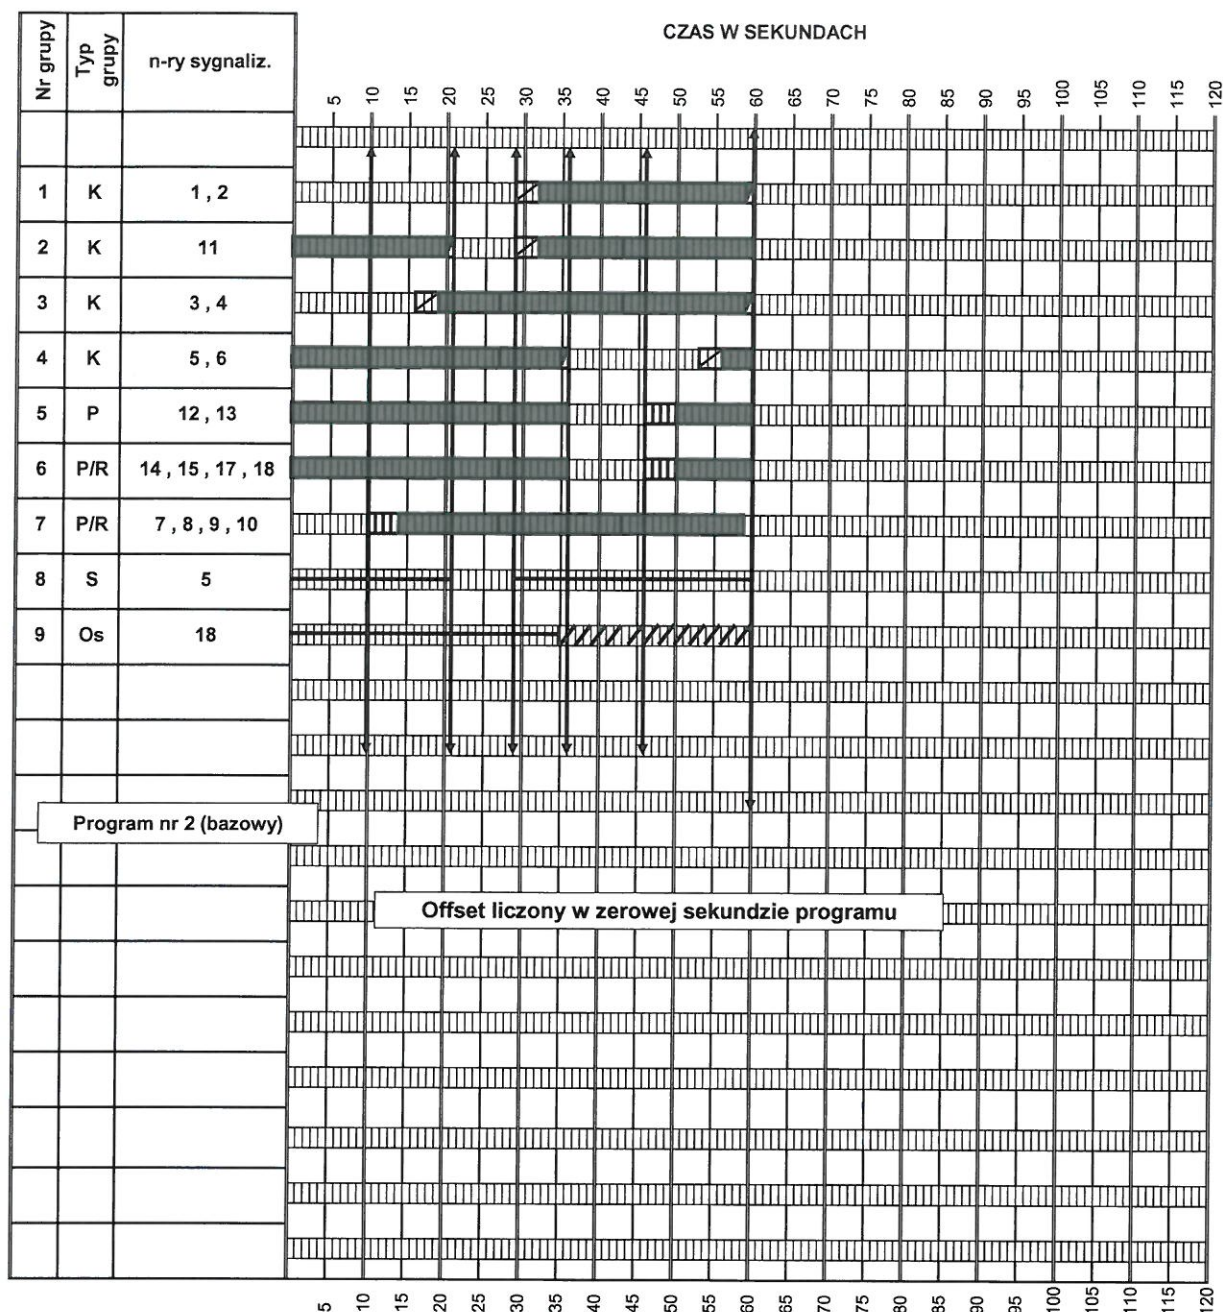 CZAS W SEKUNDACH
Nr grupy Typ grupy n-ry sygnaliz.
5 10 15 20 25 30 35 40 45 50 55 60 65 70 75 80 85 90 95 100 105 110 115 120
1 K 1 , 2
2 K 11
3 K 3 , 4
4 K 5 , 6
5 P 12 , 13
6 P/R 14 , 15 , 17 , 18
7 P/R 7 , 8 , 9 , 10
8 S 5
9 Os 18
Program nr 2 (bazowy)
Offset liczony w zerowej sekundzie programu
5 10 15 20 25 30 35 40 45 50 55 60 65 70 75 80 85 90 95 100 105 110 115 120